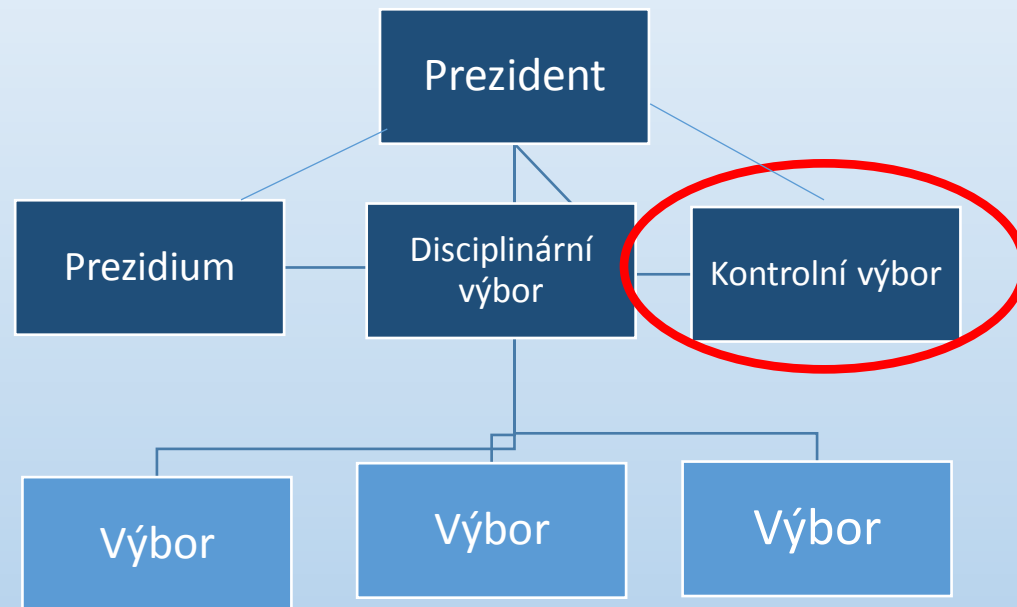 Prezident
Prezidium
Disciplinární
výbor
Kontrolní výbor
Výbor
Výbor
Výbor